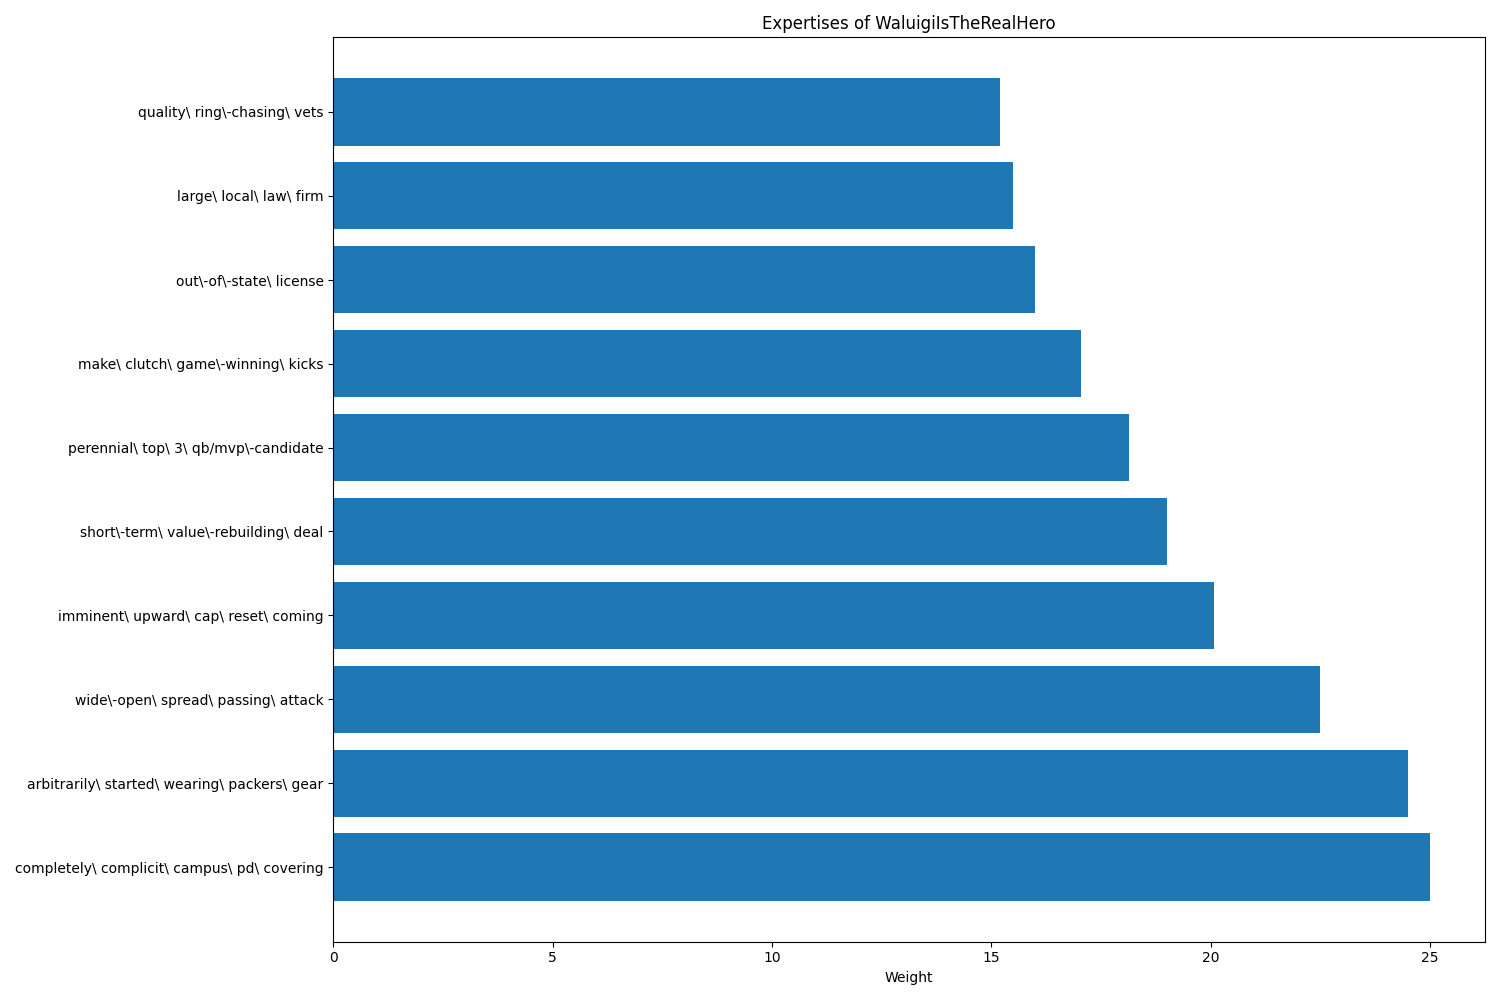 Expertises of WaluigiIsTheRealHero
quality\ ring\-chasing\ vets
large\ local\ law\ firm
out\-of\-state\ license
make\ clutch\ game\-winning\ kicks
perennial\ top\ 3\ qb/mvp\-candidate
short\-term\ value\-rebuilding\ deal
imminent\ upward\ cap\ reset\ coming
wide\-open\ spread\ passing\ attack
arbitrarily\ started\ wearing\ packers\ gear
completely\ complicit\ campus\ pd\ covering
0 5 10 15 20 25
Weight